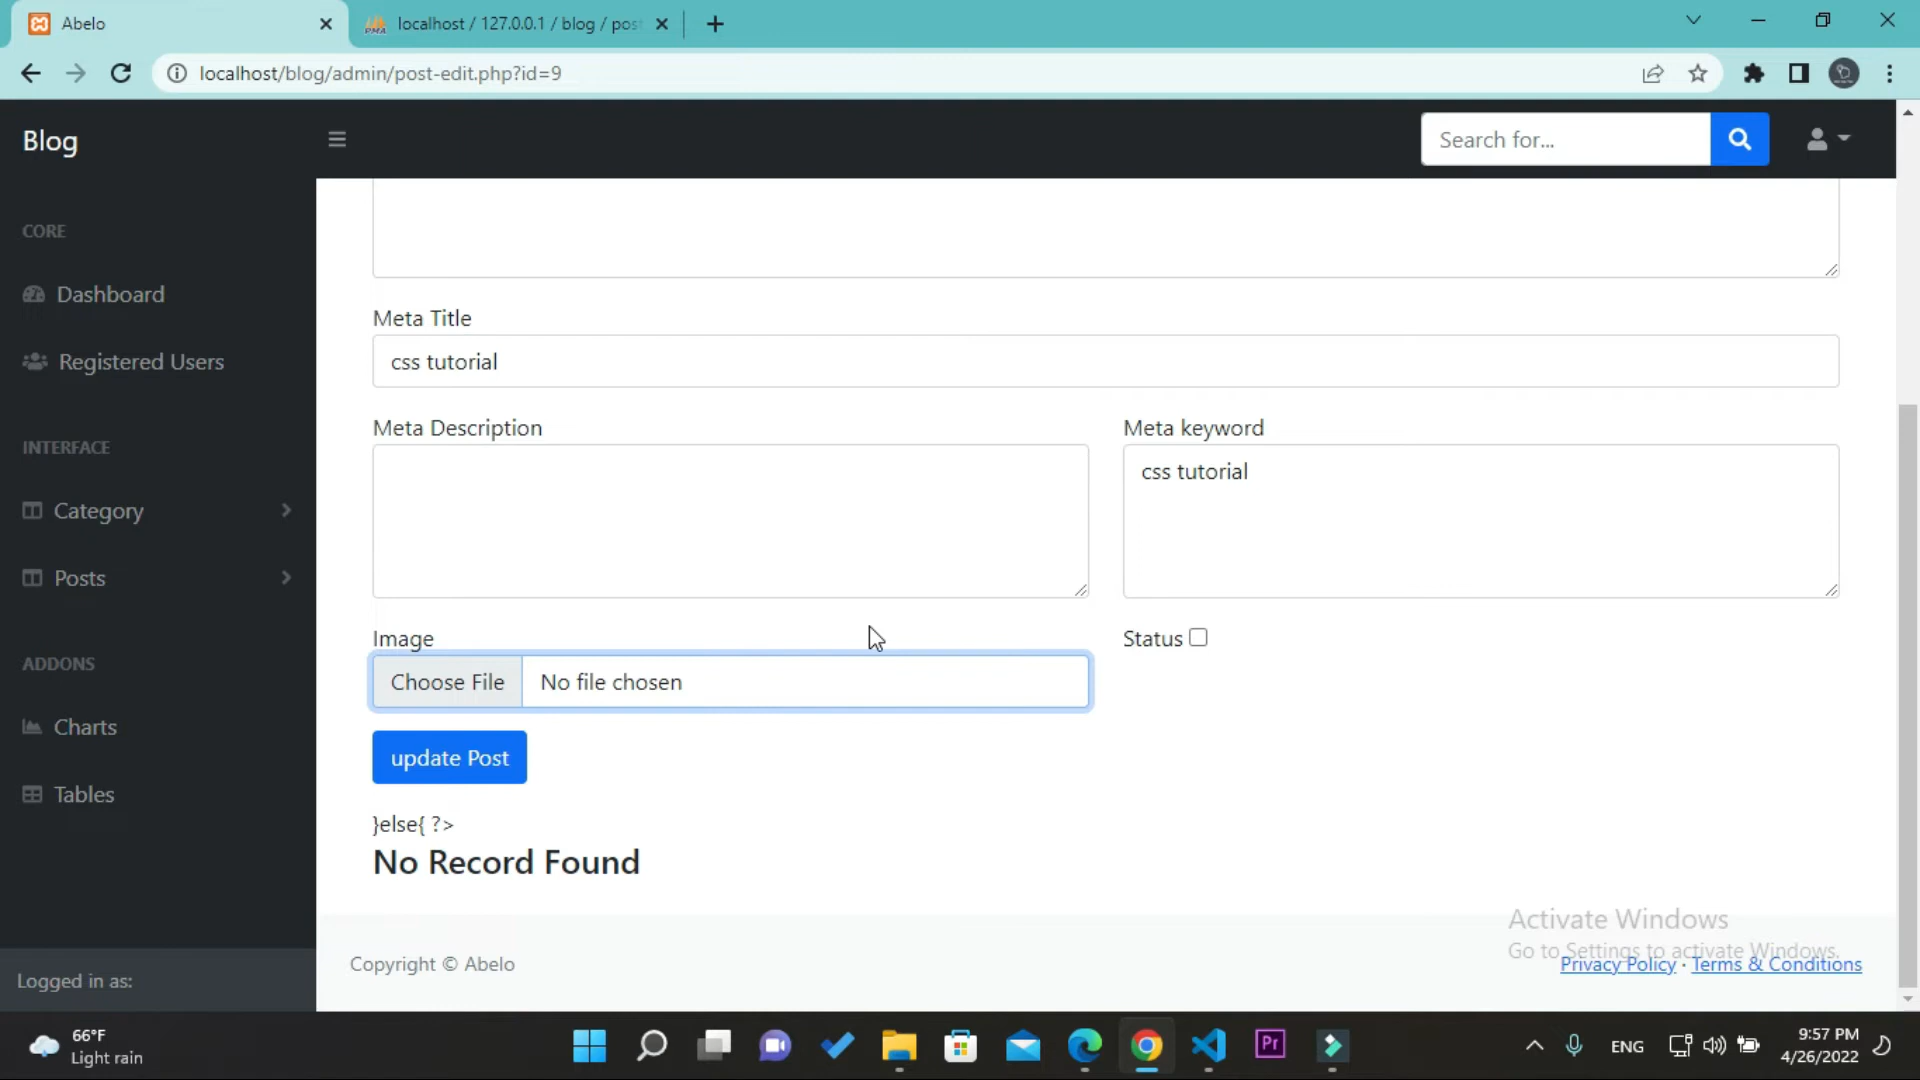 Abelo
PMA
localhost / 127.0.0.1 / blog / pos
localhost/blog/admin/post-edit.php?id=9
Blog
Search for...
CORE
Dashboard
Registered Users
INTERFACE
Category
Posts
ADDONS
Charts
Tables
Logged in as:
Meta Title
css tutorial
Meta Description
Meta keyword
css tutorial
Image
Status
Choose File
No file chosen
update Post
}else{ ?>
No Record Found
Activate Windows
Go to Settings to activate Windows.
Copyright © Abelo
Privacy Policy · Terms & Conditions
66°F
Light rain
Pr
ENG
9:57 PM
4/26/2022